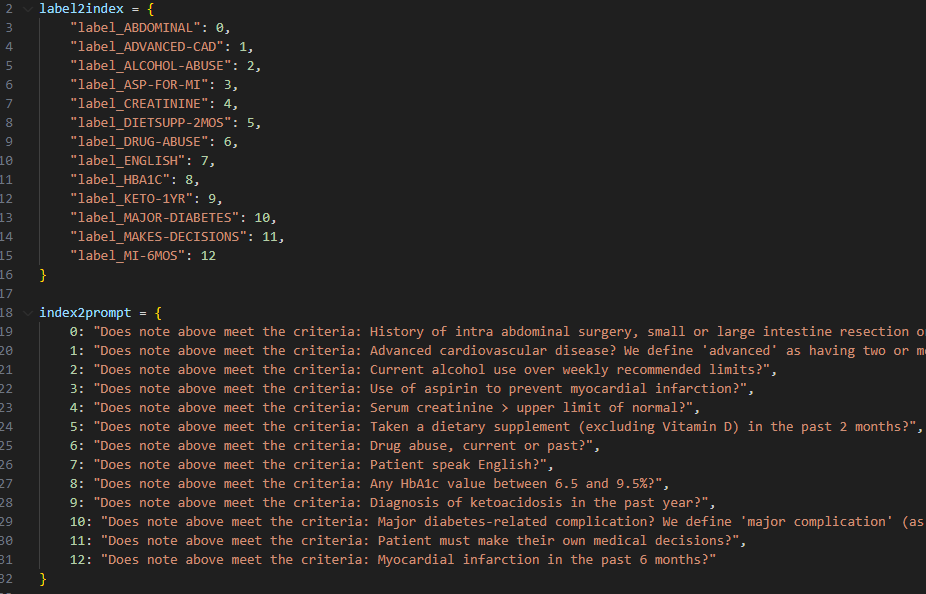 2 label2index = {
3 "label_ABDOMINAL": 0,
4 "label_ADVANCED-CAD": 1,
5 "label_ALCOHOL-ABUSE": 2,
6 "label_ASP-FOR-MI": 3,
7 "label_CREATININE": 4,
8 "label_DIETSUPP-2MOS": 5,
9 "label_DRUG-ABUSE": 6,
10 "label_ENGLISH": 7,
11 "label_HBA1C": 8,
12 "label_KETO-1YR": 9,
13 "label_MAJOR-DIABETES": 10,
14 "label_MAKES-DECISIONS": 11,
15 "label_MI-6MOS": 12
16 }
17
18 index2prompt = {
19 0: "Does note above meet the criteria: History of intra abdominal surgery, small or large intestine resection o
20 1: "Does note above meet the criteria: Advanced cardiovascular disease? We define 'advanced' as having two or m
21 2: "Does note above meet the criteria: Current alcohol use over weekly recommended limits?",
22 3: "Does note above meet the criteria: Use of aspirin to prevent myocardial infarction?",
23 4: "Does note above meet the criteria: Serum creatinine > upper limit of normal?",
24 5: "Does note above meet the criteria: Taken a dietary supplement (excluding Vitamin D) in the past 2 months?",
25 6: "Does note above meet the criteria: Drug abuse, current or past?",
26 7: "Does note above meet the criteria: Patient speak English?",
27 8: "Does note above meet the criteria: Any HbA1c value between 6.5 and 9.5%?",
28 9: "Does note above meet the criteria: Diagnosis of ketoacidosis in the past year?",
29 10: "Does note above meet the criteria: Major diabetes-related complication? We define 'major complication' (as
30 11: "Does note above meet the criteria: Patient must make their own medical decisions?",
31 12: "Does note above meet the criteria: Myocardial infarction in the past 6 months?"
32 }